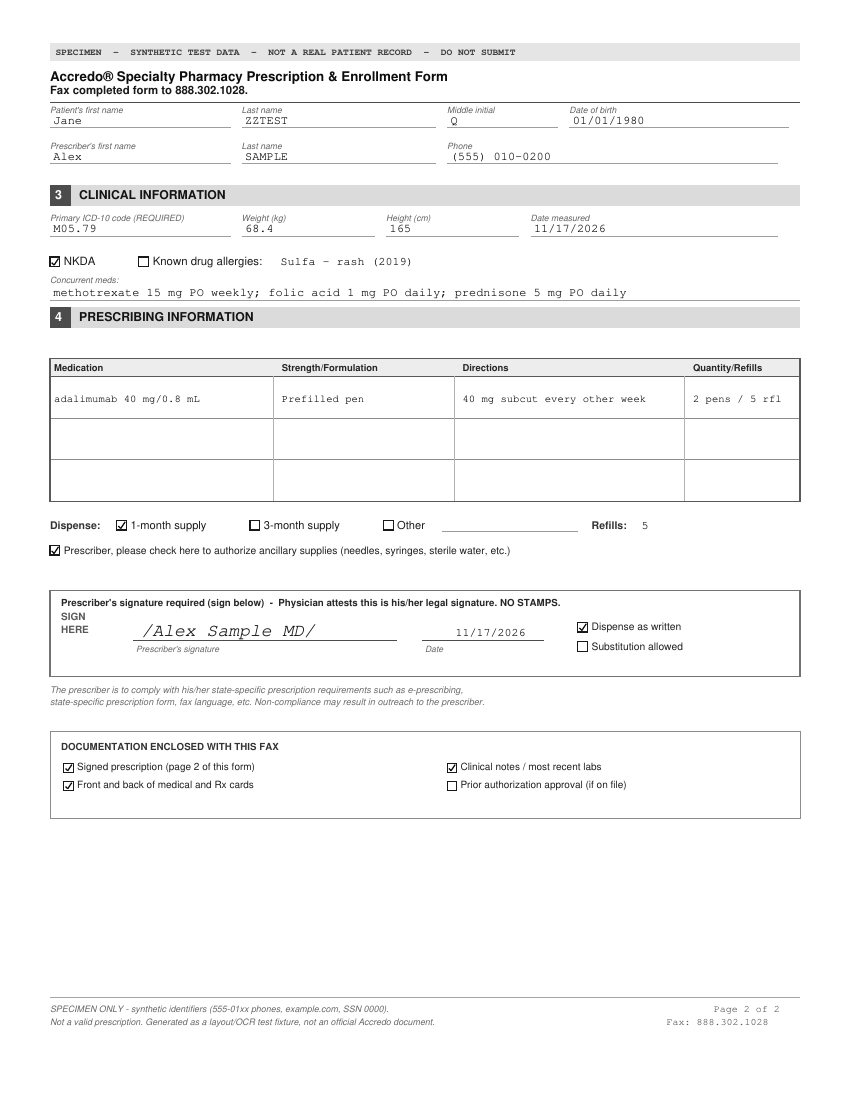 SPECIMEN – SYNTHETIC TEST DATA – NOT A REAL PATIENT RECORD – DO NOT SUBMIT
Accredo® Specialty Pharmacy Prescription & Enrollment Form
Fax completed form to 888.302.1028.
Patient's first name Last name Middle initial Date of birth
Jane ZZTEST Q 01/01/1980
Prescriber's first name Last name Phone
Alex SAMPLE (555) 010-0200
3 CLINICAL INFORMATION
Primary ICD-10 code (REQUIRED) Weight (kg) Height (cm) Date measured
M05.79 68.4 165 11/17/2026
NKDA Known drug allergies: Sulfa – rash (2019)
Concurrent meds:
methotrexate 15 mg PO weekly; folic acid 1 mg PO daily; prednisone 5 mg PO daily
4 PRESCRIBING INFORMATION
Medication Strength/Formulation Directions Quantity/Refills
adalimumab 40 mg/0.8 mL Prefilled pen 40 mg subcut every other week 2 pens / 5 rfl
Dispense: 1-month supply 3-month supply Other Refills: 5
Prescriber, please check here to authorize ancillary supplies (needles, syringes, sterile water, etc.)
Prescriber's signature required (sign below) - Physician attests this is his/her legal signature. NO STAMPS.
SIGN
HERE /Alex Sample MD/ 11/17/2026 Dispense as written
Prescriber's signature Date Substitution allowed
The prescriber is to comply with his/her state-specific prescription requirements such as e-prescribing,
state-specific prescription form, fax language, etc. Non-compliance may result in outreach to the prescriber.
DOCUMENTATION ENCLOSED WITH THIS FAX
Signed prescription (page 2 of this form) Clinical notes / most recent labs
Front and back of medical and Rx cards Prior authorization approval (if on file)
SPECIMEN ONLY - synthetic identifiers (555-01xx phones, example.com, SSN 0000). Page 2 of 2
Not a valid prescription. Generated as a layout/OCR test fixture, not an official Accredo document. Fax: 888.302.1028